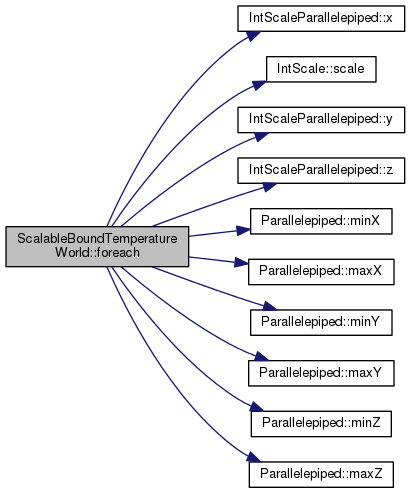 IntScaleParallelepiped::x
IntScale::scale
IntScaleParallelepiped::y
IntScaleParallelepiped::z
ScalableBoundTemperature
World::foreach
Parallelepiped::minX
Parallelepiped::maxX
Parallelepiped::minY
Parallelepiped::maxY
Parallelepiped::minZ
Parallelepiped::maxZ